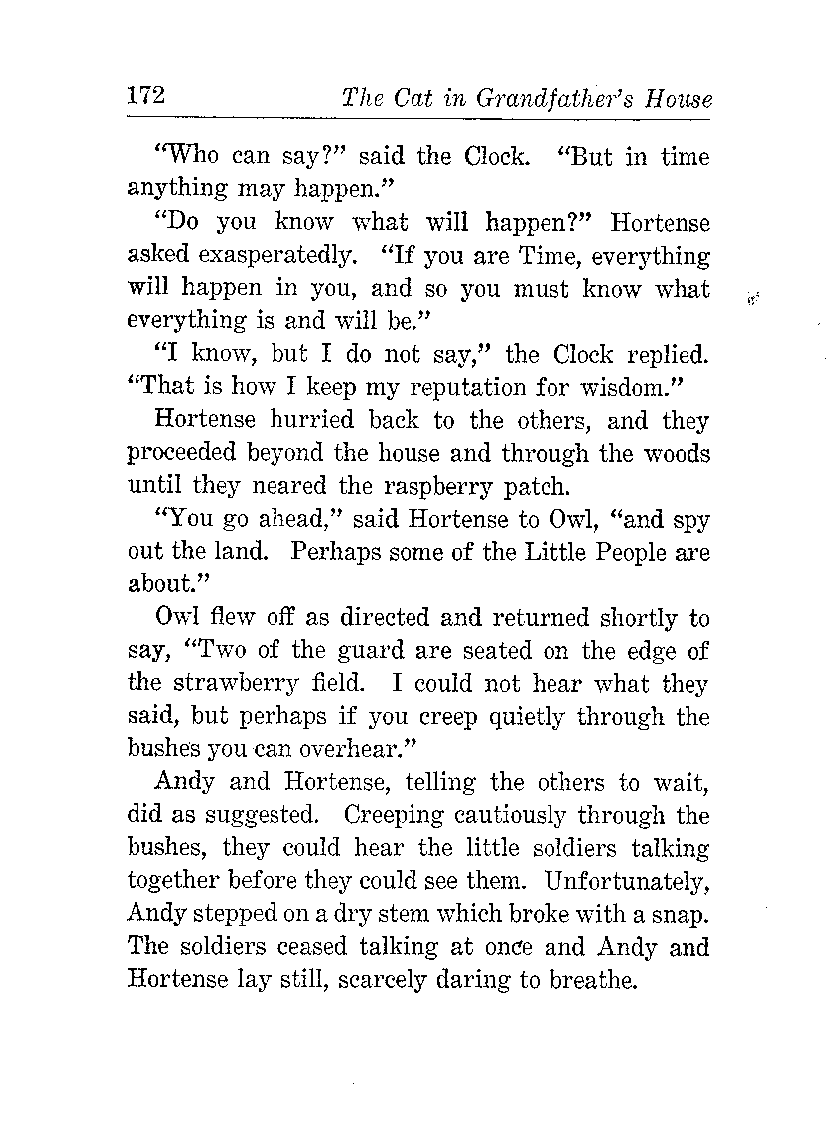 172 The Cat in Grandfather's House
“Who can say?” said the Clock. “But in time
anything may happen.”
“Do you know what will happen?” Hortense
asked exasperatedly. “If you are Time, everything
will happen in you, and so you must know what
everything is and will be.”
“I know, but I do not say,” the Clock replied.
“That is how I keep my reputation for wisdom.”
Hortense hurried back to the others, and they
proceeded beyond the house and through the woods
until they neared the raspberry patch.
“You go ahead,” said Hortense to Owl, “and spy
out the land. Perhaps some of the Little People are
about.”
Owl flew off as directed and returned shortly to
say, “Two of the guard are seated on the edge of
the strawberry field. I could not hear what they
said, but perhaps if you creep quietly through the
bushes you can overhear.”
Andy and Hortense, telling the others to wait,
did as suggested. Creeping cautiously through the
bushes, they could hear the little soldiers talking
together before they could see them. Unfortunately,
Andy stepped on a dry stem which broke with a snap.
The soldiers ceased talking at once and Andy and
Hortense lay still, scarcely daring to breathe.